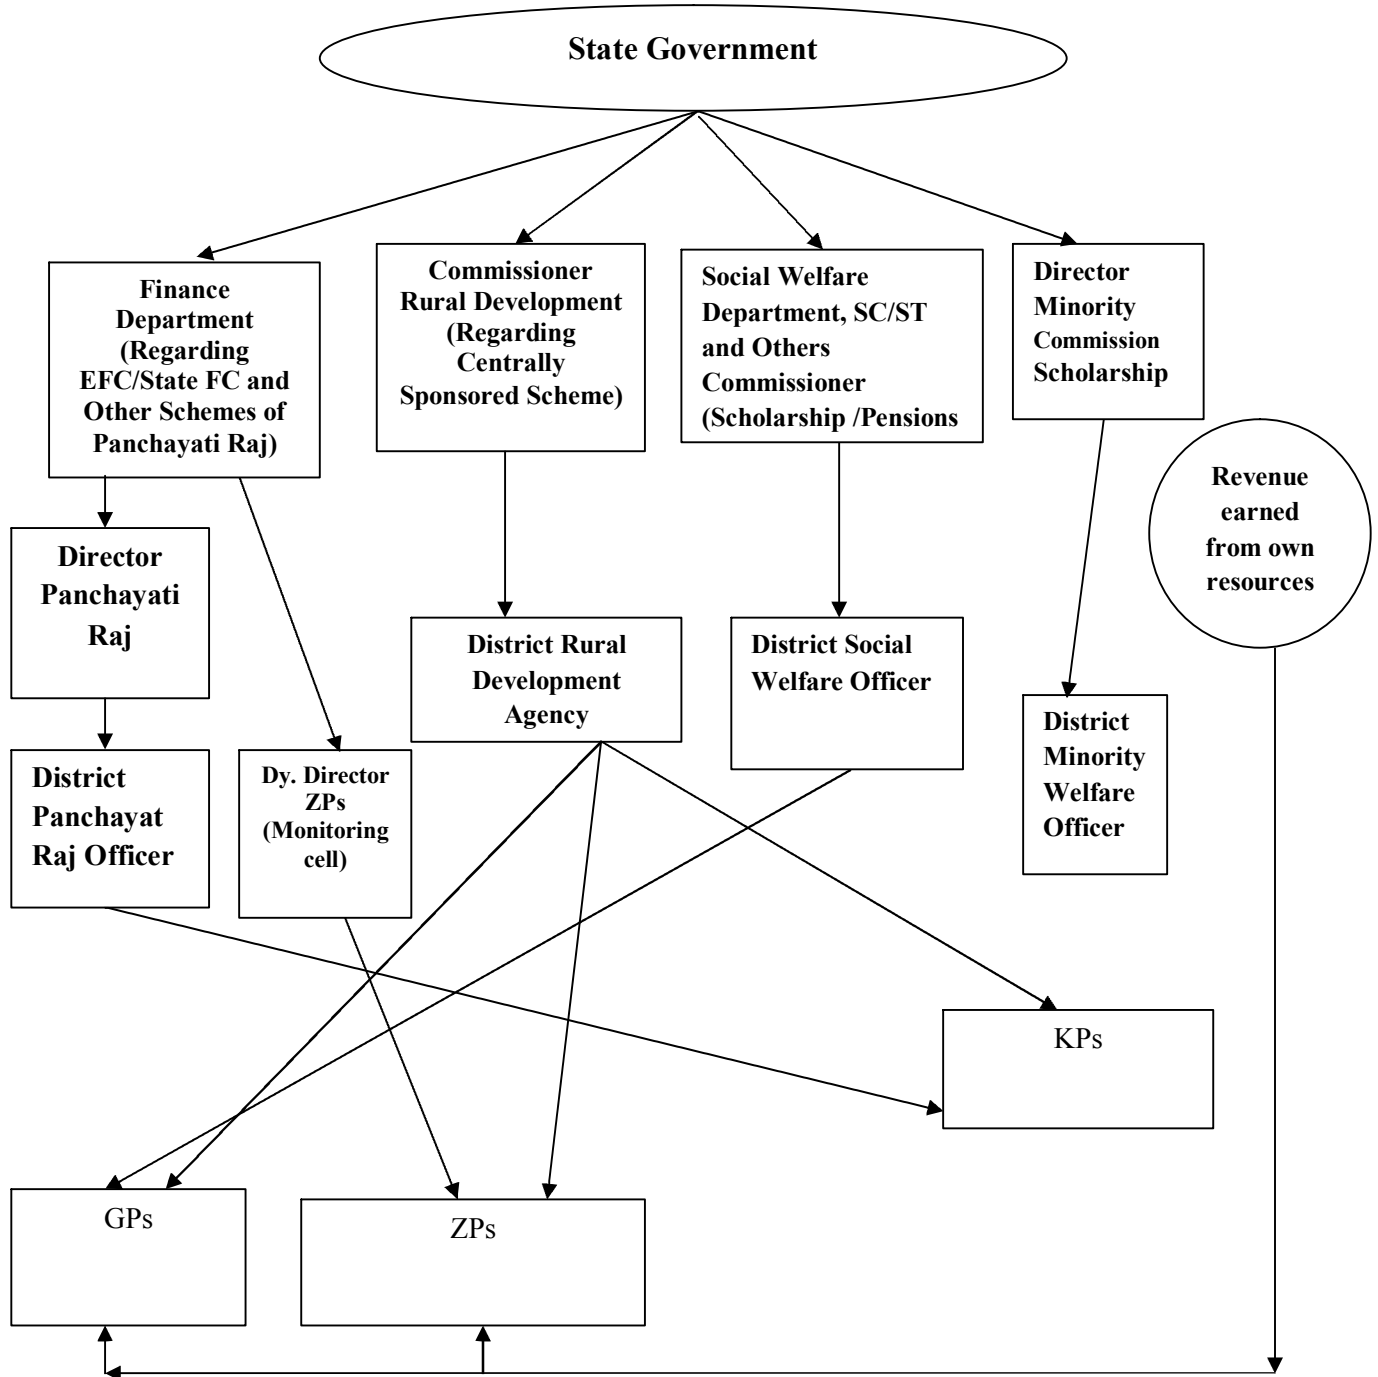 State Government
Finance
Department
(Regarding
EFC/State FC and
Other Schemes of
Panchayati Raj)
Commissioner
Rural Development
(Regarding
Centrally
Sponsored Scheme)
Social Welfare
Department, SC/ST
and Others
Commissioner
(Scholarship /Pensions
Director
Minority
Commission
Scholarship
Revenue
earned
from own
resources
Director
Panchayati
Raj
District Rural
Development
Agency
District Social
Welfare Officer
District
Minority
Welfare
Officer
District
Panchayat
Raj Officer
Dy. Director
ZPs
(Monitoring
cell)
KPs
GPs
ZPs